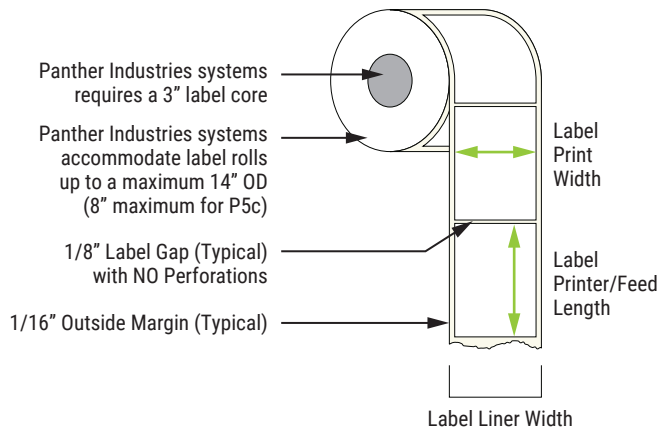 Panther Industries systems
requires a 3” label core
Panther Industries systems
accommodate label rolls
up to a maximum 14” OD
(8” maximum for P5c)
1/8” Label Gap (Typical)
with NO Perforations
1/16” Outside Margin (Typical)
Label
Print
Width
Label
Printer/Feed
Length
Label Liner Width